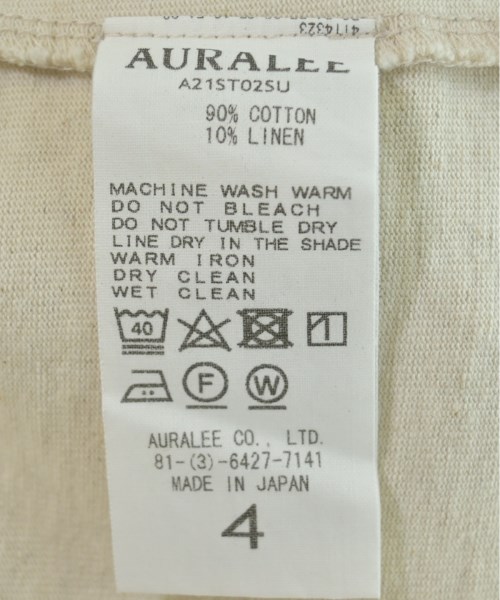 AURALEE
A21ST02SU
90% COTTON
10% LINEN
MACHINE WASH WARM
DO NOT BLEACH
DO NOT TUMBLE DRY
LINE DRY IN THE SHADE
WARM IRON
DRY CLEAN
WET CLEAN
40
F W
AURALEE CO., LTD.
81-(3)-6427-7141
MADE IN JAPAN
4